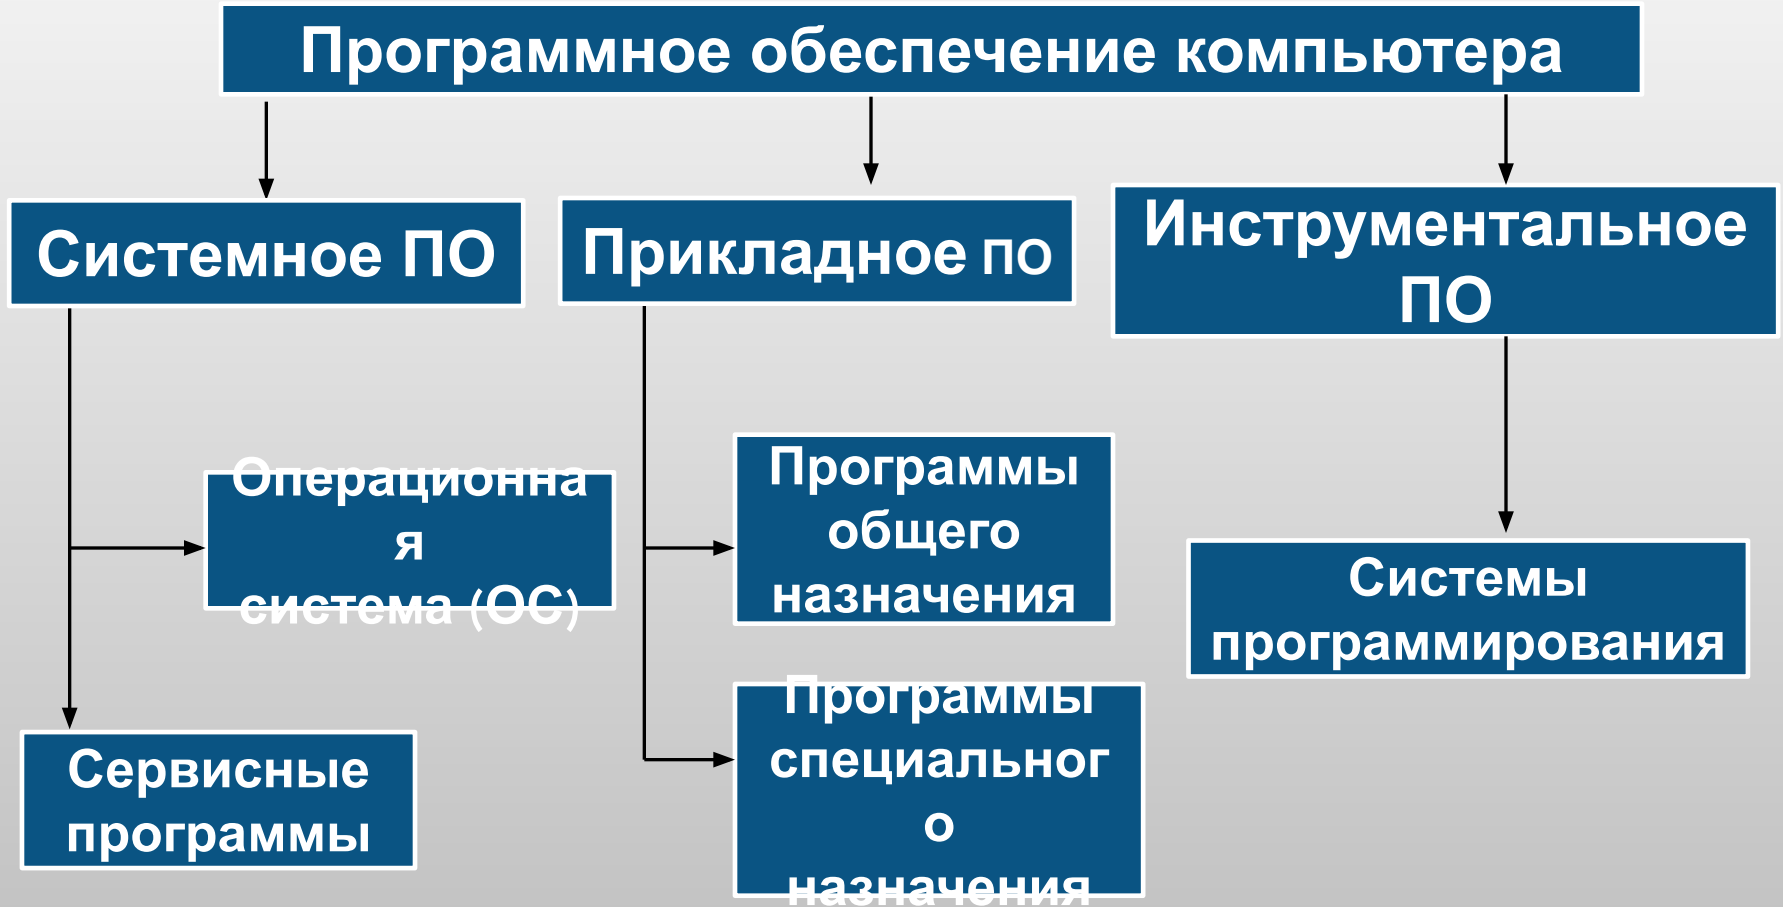 Программное обеспечение компьютера
Системное ПО
Прикладное ПО
Инструментальное
ПО
Операционна
я
система (ОС)
Программы
общего
назначения
Системы
программирования
Сервисные
программы
Программы
специальног
о
назначения